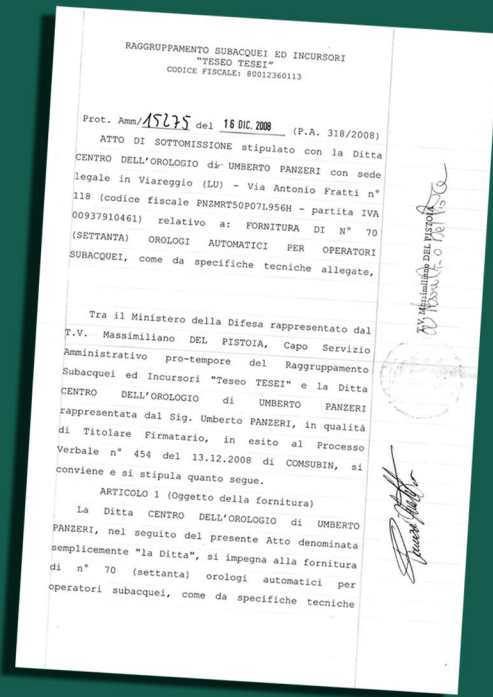 RAGGRUPPAMENTO SUBACQUEI ED INCURSORI
"TESEO TESEI"
CODICE FISCALE: 80012360113
Prot. Amm/15275 del 16 DIC. 2008 (P.A. 318/2008)
ATTO DI SOTTOMISSIONE stipulato con la Ditta
CENTRO DELL'OROLOGIO di UMBERTO PANZERI con sede
legale in Viareggio (LU) - Via Antonio Fratti n°
118 (codice fiscale PNZMRT50P07L956H - partita IVA
00937910461) relativo a: FORNITURA DI N° 70
(SETTANTA) OROLOGI AUTOMATICI PER OPERATORI
SUBACQUEI, come da specifiche tecniche allegate,
Tra il Ministero della Difesa rappresentato dal
T.V. Massimiliano DEL PISTOIA, Capo Servizio
Amministrativo pro-tempore del Raggruppamento
Subacquei ed Incursori "Teseo TESEI" e la Ditta
CENTRO DELL'OROLOGIO di UMBERTO PANZERI
rappresentata dal Sig. Umberto PANZERI, in qualità
di Titolare Firmatario, in esito al Processo
Verbale n° 454 del 13.12.2008 di COMSUBIN, si
conviene e si stipula quanto segue.
ARTICOLO 1 (Oggetto della fornitura)
La Ditta CENTRO DELL'OROLOGIO di UMBERTO
PANZERI, nel seguito del presente Atto denominata
semplicemente "la Ditta", si impegna alla fornitura
di n° 70 (settanta) orologi automatici per
operatori subacquei, come da specifiche tecniche
T.V. Massimiliano DEL PISTOIA